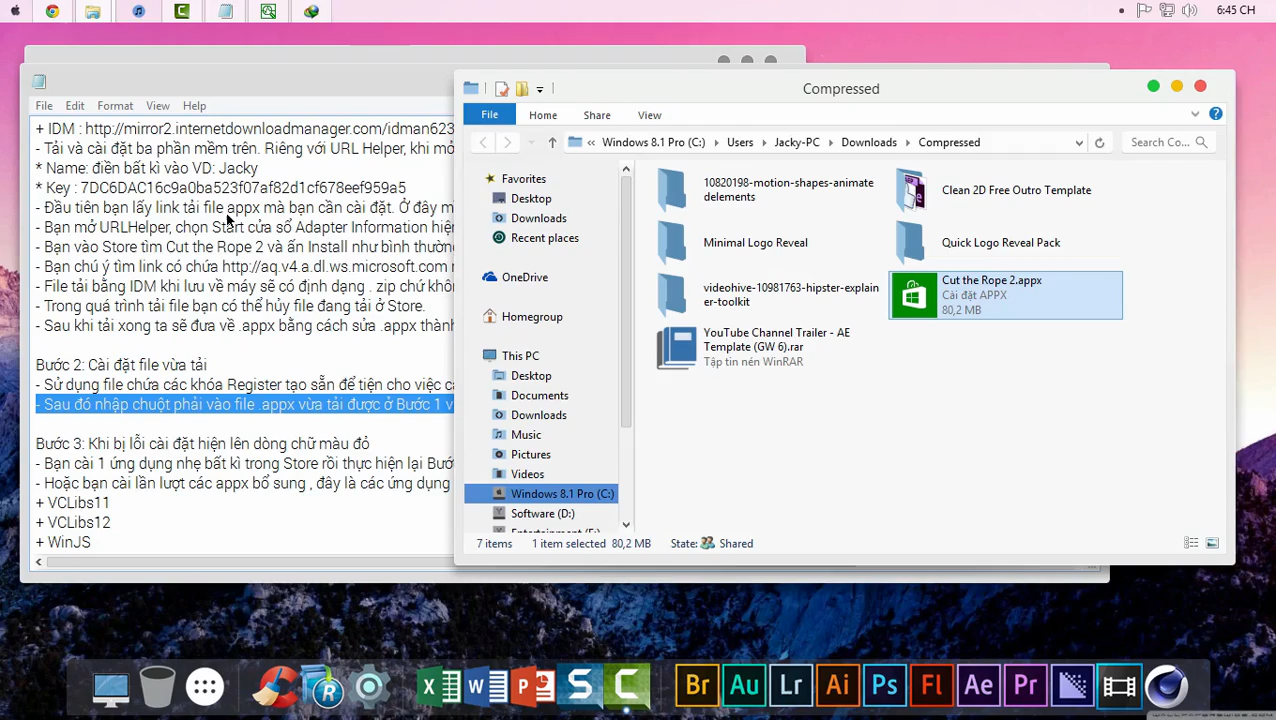 6:45 CH
File Edit Format View Help
+ IDM : http://mirror2.internetdownloadmanager.com/idman623
- Tải và cài đặt ba phần mềm trên. Riêng với URL Helper, khi mở
* Name: điền bất kì vào VD: Jacky
* Key : 7DC6DAC16c9a0ba523f07af82d1cf678eef959a5
- Đầu tiên bạn lấy link tải file appx mà bạn cần cài đặt. Ở đây m
- Bạn mở URLHelper, chọn Start cửa sổ Adapter Information hiện
- Bạn vào Store tìm Cut the Rope 2 và ấn Install như bình thườn
- Bạn chú ý tìm link có chứa http://aq.v4.a.dl.ws.microsoft.com
- File tải bằng IDM khi lưu về máy sẽ có định dạng . zip chứ khôn
- Trong quá trình tải file bạn có thể hủy file đang tải ở Store.
- Sau khi tải xong ta sẽ đưa về .appx bằng cách sửa .appx thành
Bước 2: Cài đặt file vừa tải
- Sử dụng file chứa các khóa Register tạo sẵn để tiện cho việc cà
- Sau đó nhập chuột phải vào file .appx vừa tải được ở Bước 1 v
Bước 3: Khi bị lỗi cài đặt hiện lên dòng chữ màu đỏ
- Bạn cài 1 ứng dụng nhẹ bất kì trong Store rồi thực hiện lại Bướ
- Hoặc bạn cài lần lượt các appx bổ sung , đây là các ứng dụng
+ VCLibs11
+ VCLibs12
+ WinJS
Compressed
File Home Share View
« Windows 8.1 Pro (C:) Users Jacky-PC Downloads Compressed
Search Co...
Favorites
Desktop
Downloads
Recent places
OneDrive
Homegroup
This PC
Desktop
Documents
Downloads
Music
Pictures
Videos
Windows 8.1 Pro (C:)
Software (D:)
10820198-motion-shapes-animate
delements
Clean 2D Free Outro Template
Minimal Logo Reveal
Quick Logo Reveal Pack
videohive-10981763-hipster-explain
er-toolkit
Cut the Rope 2.appx
Cài đặt APPX
80,2 MB
YouTube Channel Trailer - AE
Template (GW 6).rar
Tập tin nén WinRAR
7 items 1 item selected 80,2 MB State: Shared
Br Au Lr Ai Ps Fl Ae Pr